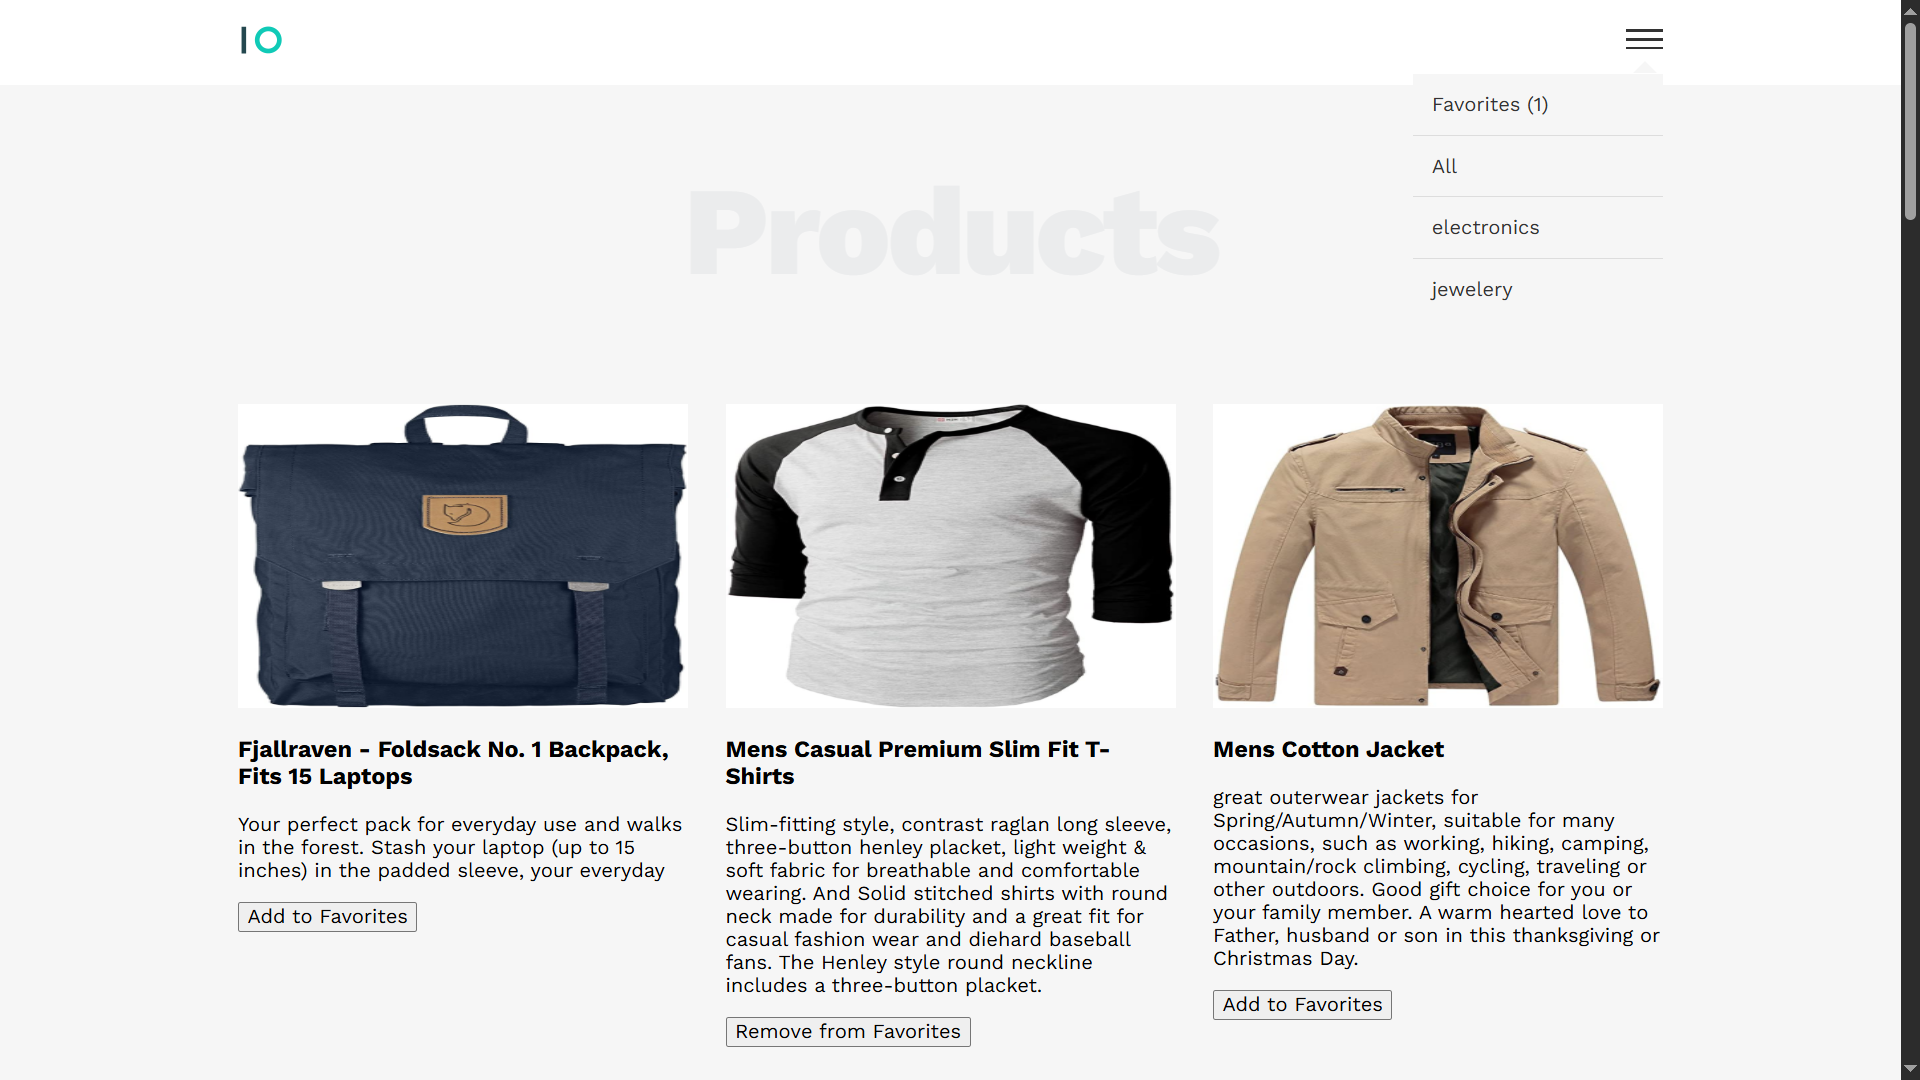 IO
Favorites (1)
All
electronics
jewelery
Products
Fjallraven - Foldsack No. 1 Backpack,
Fits 15 Laptops
Your perfect pack for everyday use and walks
in the forest. Stash your laptop (up to 15
inches) in the padded sleeve, your everyday
Add to Favorites
Mens Casual Premium Slim Fit T-
Shirts
Slim-fitting style, contrast raglan long sleeve,
three-button henley placket, light weight &
soft fabric for breathable and comfortable
wearing. And Solid stitched shirts with round
neck made for durability and a great fit for
casual fashion wear and diehard baseball
fans. The Henley style round neckline
includes a three-button placket.
Remove from Favorites
Mens Cotton Jacket
great outerwear jackets for
Spring/Autumn/Winter, suitable for many
occasions, such as working, hiking, camping,
mountain/rock climbing, cycling, traveling or
other outdoors. Good gift choice for you or
your family member. A warm hearted love to
Father, husband or son in this thanksgiving or
Christmas Day.
Add to Favorites